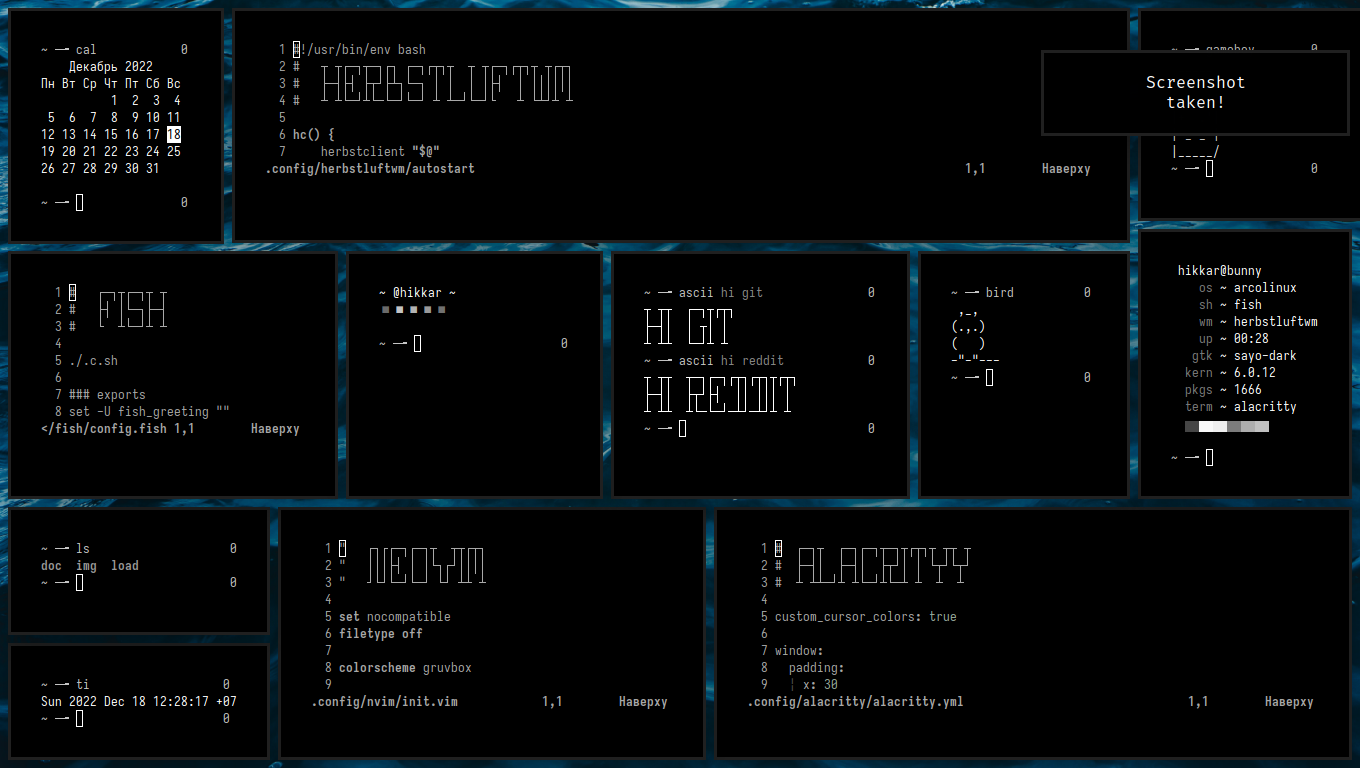 ~ —╸ cal 0
Декабрь 2022
Пн Вт Ср Чт Пт Сб Вс
1 2 3 4
5 6 7 8 9 10 11
12 13 14 15 16 17 18
19 20 21 22 23 24 25
26 27 28 29 30 31
~ —╸ 0
1 #!/usr/bin/env bash
2 #
3 # HERBSTLUFTWM
4 #
5
6 hc() {
7 herbstclient "$@"
.config/herbstluftwm/autostart 1,1 Наверху
~ —╸ gameboy 0
Screenshot
taken!
|_____/
~ —╸ 0
1 #
2 # FISH
3 #
4
5 ./.c.sh
6
7 ### exports
8 set -U fish_greeting ""
</fish/config.fish 1,1 Наверху
~ @hikkar ~
~ —╸ 0
~ —╸ ascii hi git 0
HI GIT
~ —╸ ascii hi reddit 0
HI REDDIT
~ —╸ 0
~ —╸ bird 0
,_,
(.,.)
(   )
-"-"---
~ —╸ 0
hikkar@bunny
os ~ arcolinux
sh ~ fish
wm ~ herbstluftwm
up ~ 00:28
gtk ~ sayo-dark
kern ~ 6.0.12
pkgs ~ 1666
term ~ alacritty
~ —╸
~ —╸ ls 0
doc img load
~ —╸ 0
~ —╸ ti 0
Sun 2022 Dec 18 12:28:17 +07
~ —╸ 0
1 "
2 " NEOVIM
3 "
4
5 set nocompatible
6 filetype off
7
8 colorscheme gruvbox
9
.config/nvim/init.vim 1,1 Наверху
1 #
2 # ALACRITYY
3 #
4
5 custom_cursor_colors: true
6
7 window:
8 padding:
9 ¦ x: 30
.config/alacritty/alacritty.yml 1,1 Наверху